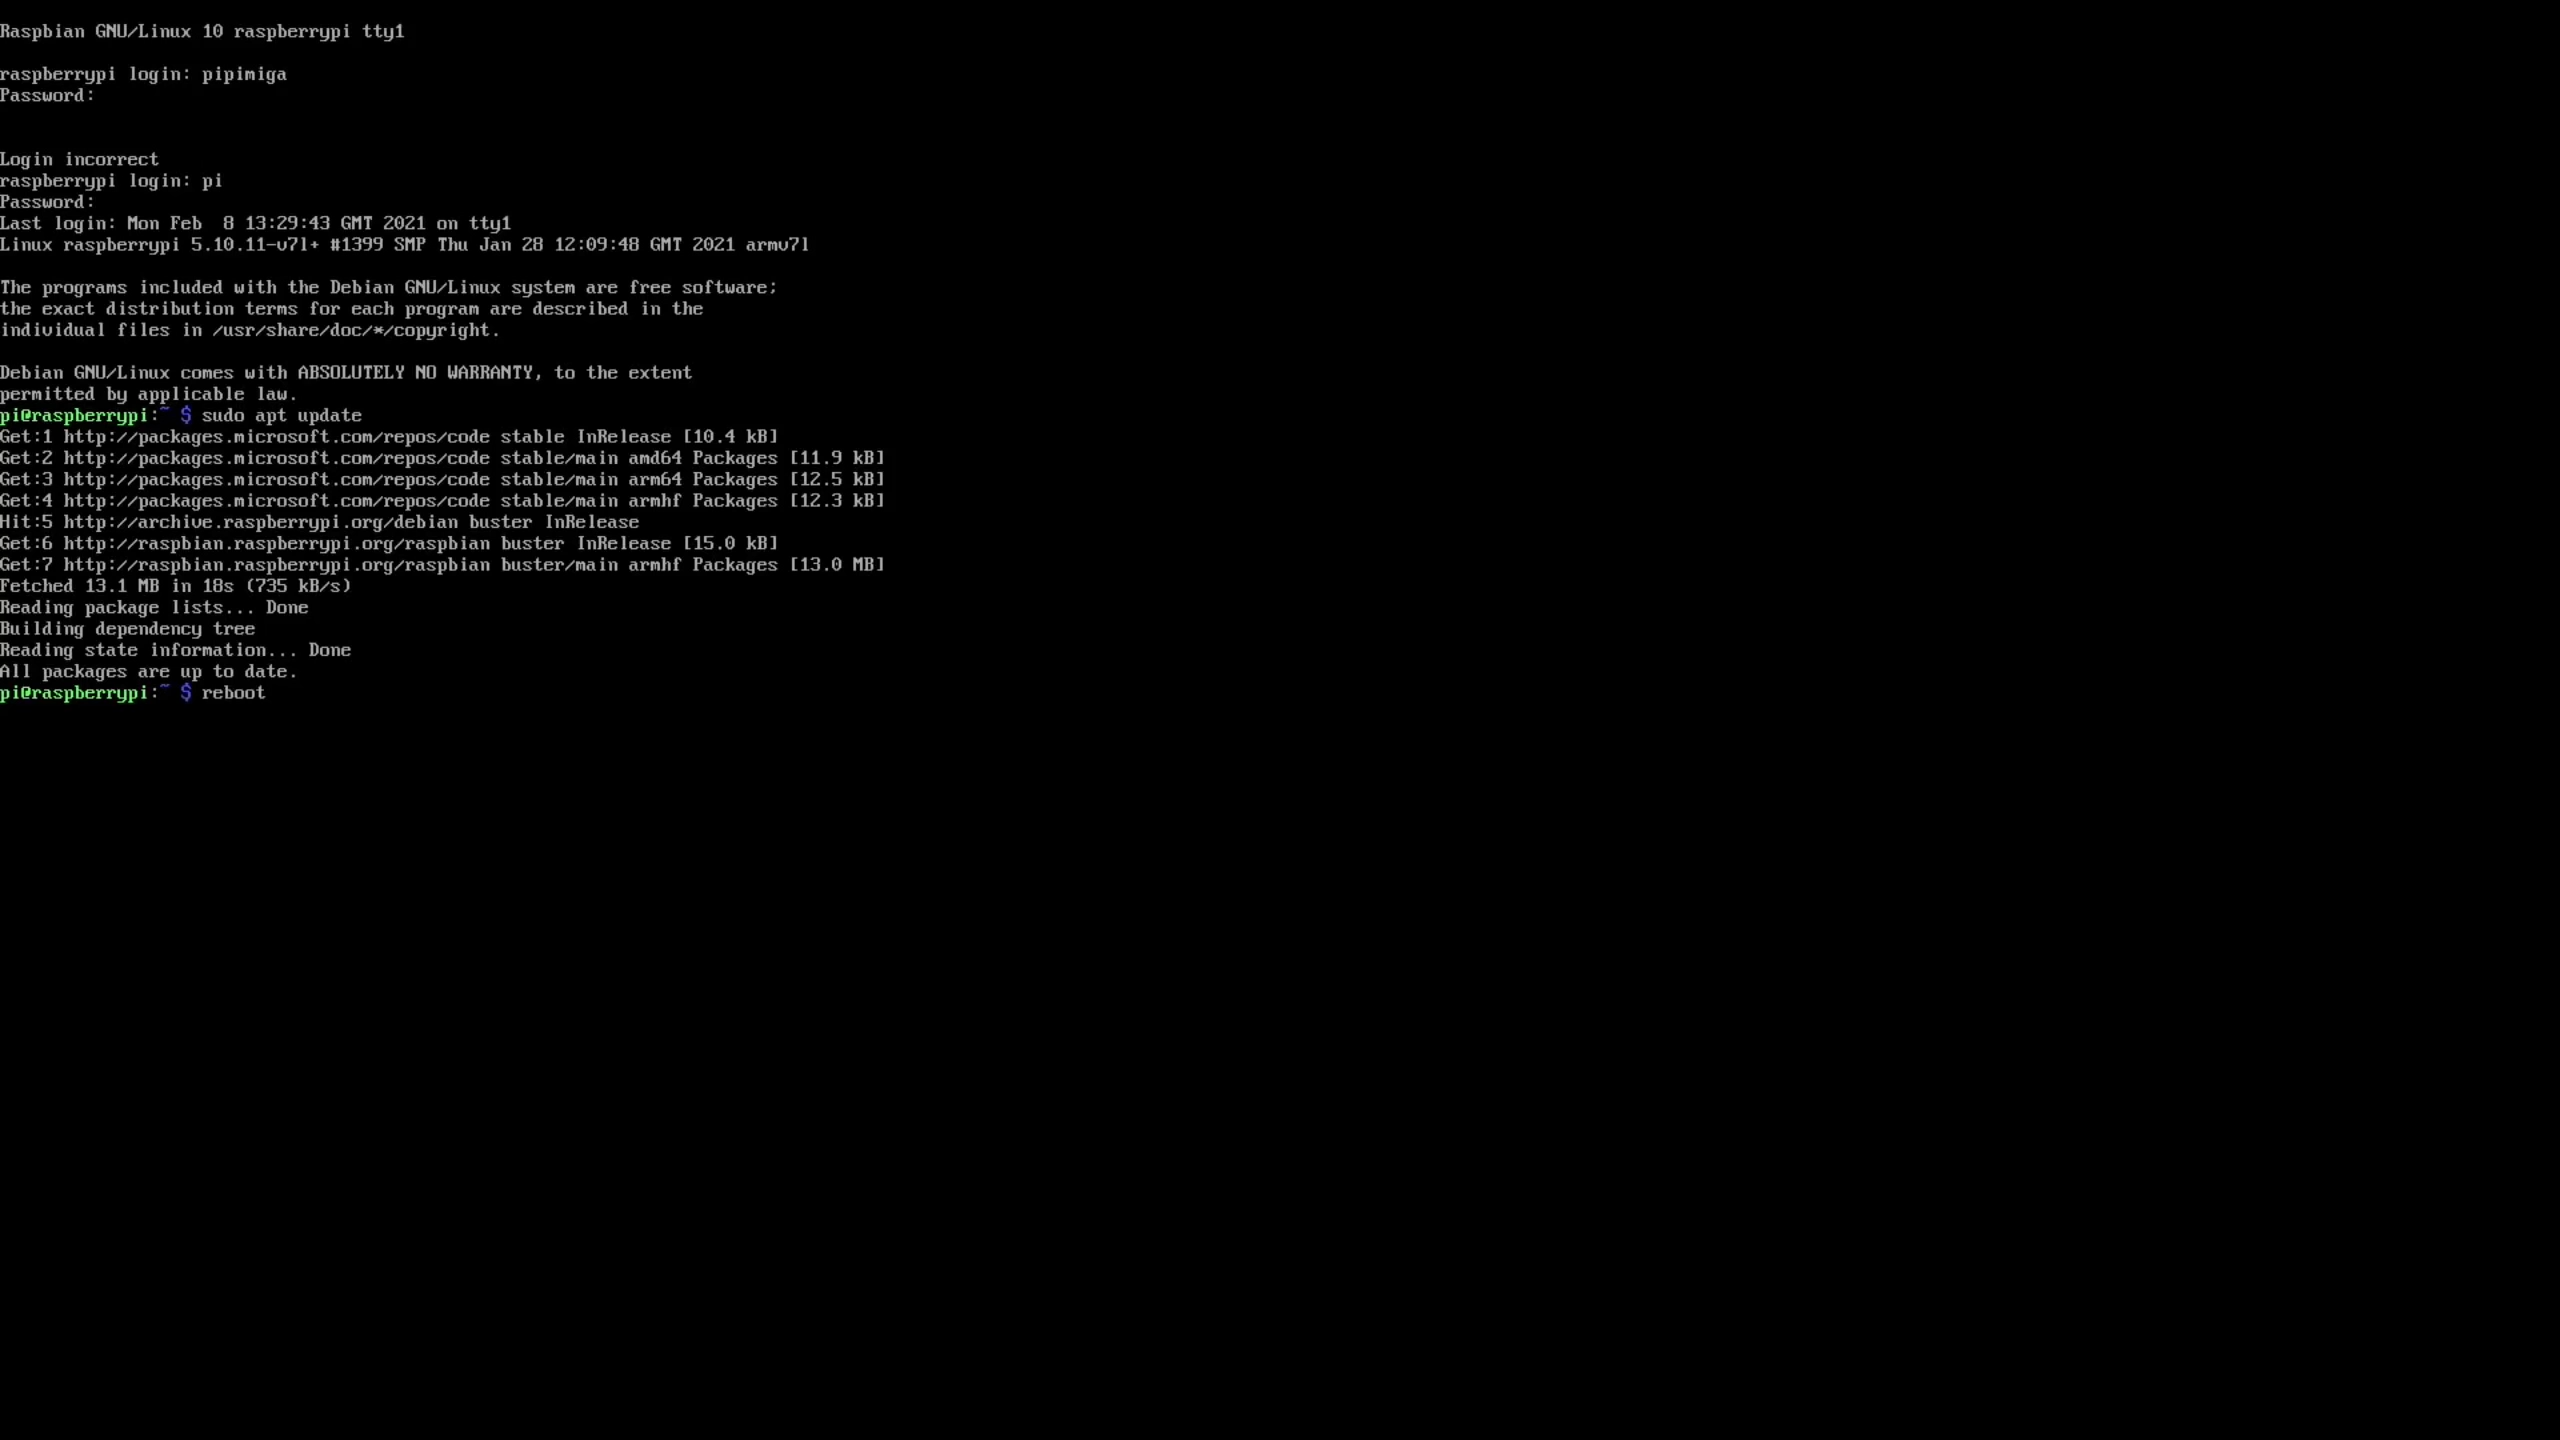 Raspbian GNU/Linux 10 raspberrypi tty1
raspberrypi login: pipimiga
Password:
Login incorrect
raspberrypi login: pi
Password:
Last login: Mon Feb  8 13:29:43 GMT 2021 on tty1
Linux raspberrypi 5.10.11-v7l+ #1399 SMP Thu Jan 28 12:09:48 GMT 2021 armv7l
The programs included with the Debian GNU/Linux system are free software;
the exact distribution terms for each program are described in the
individual files in /usr/share/doc/*/copyright.
Debian GNU/Linux comes with ABSOLUTELY NO WARRANTY, to the extent
permitted by applicable law.
pi@raspberrypi:~ $ sudo apt update
Get:1 http://packages.microsoft.com/repos/code stable InRelease [10.4 kB]
Get:2 http://packages.microsoft.com/repos/code stable/main amd64 Packages [11.9 kB]
Get:3 http://packages.microsoft.com/repos/code stable/main arm64 Packages [12.5 kB]
Get:4 http://packages.microsoft.com/repos/code stable/main armhf Packages [12.3 kB]
Hit:5 http://archive.raspberrypi.org/debian buster InRelease
Get:6 http://raspbian.raspberrypi.org/raspbian buster InRelease [15.0 kB]
Get:7 http://raspbian.raspberrypi.org/raspbian buster/main armhf Packages [13.0 MB]
Fetched 13.1 MB in 18s (735 kB/s)
Reading package lists... Done
Building dependency tree
Reading state information... Done
All packages are up to date.
pi@raspberrypi:~ $ reboot